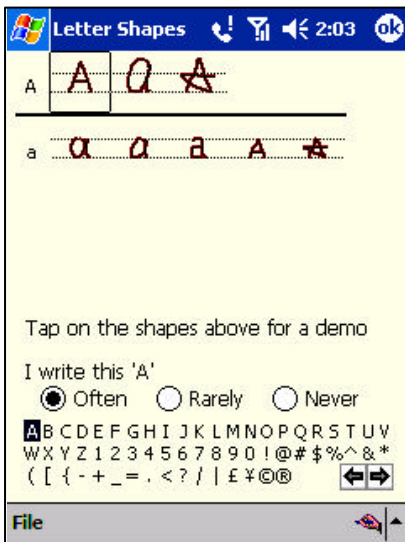 Letter Shapes 2:03 ok
A A a A
a a a a A A
Tap on the shapes above for a demo
I write this 'A'
Often Rarely Never
A B C D E F G H I J K L M N O P Q R S T U V
W X Y Z 1 2 3 4 5 6 7 8 9 0 ! @ # $ % ^ & *
( [ { - + _ = . < ? / \ | £ ¥ © ®
File